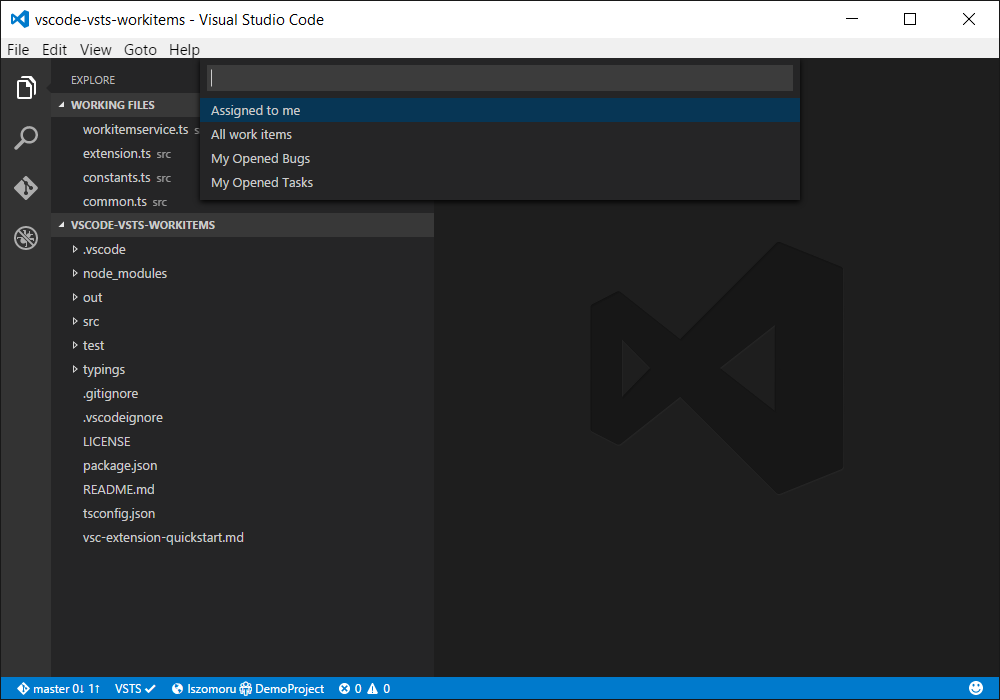 vscode-vsts-workitems - Visual Studio Code
File Edit View Goto Help
EXPLORE
WORKING FILES
workitemservice.ts
extension.ts src
constants.ts src
common.ts src
Assigned to me
All work items
My Opened Bugs
My Opened Tasks
VSCODE-VSTS-WORKITEMS
.vscode
node_modules
out
src
test
typings
.gitignore
.vscodeignore
LICENSE
package.json
README.md
tsconfig.json
vsc-extension-quickstart.md
master 0↓ 1↑ VSTS lszomoru DemoProject 0 0